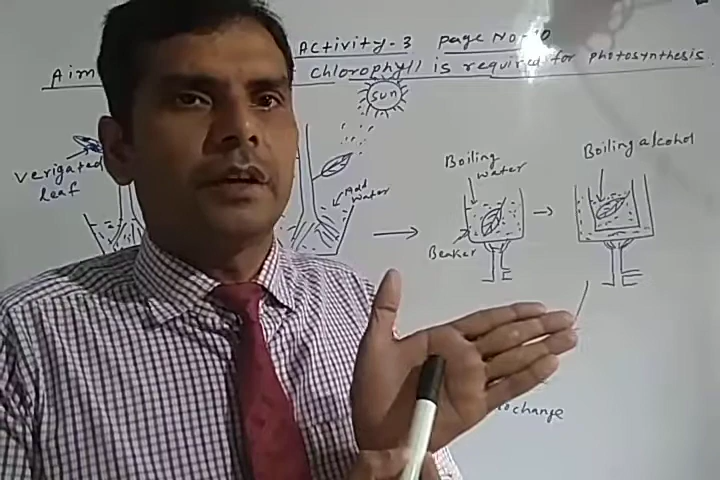 Activity-3 Page No-10
Aim chlorophyll is required for photosynthesis.
Sun
Verigated
Leaf
Add
water
Boiling
water
Beaker
Boiling alcohol
change